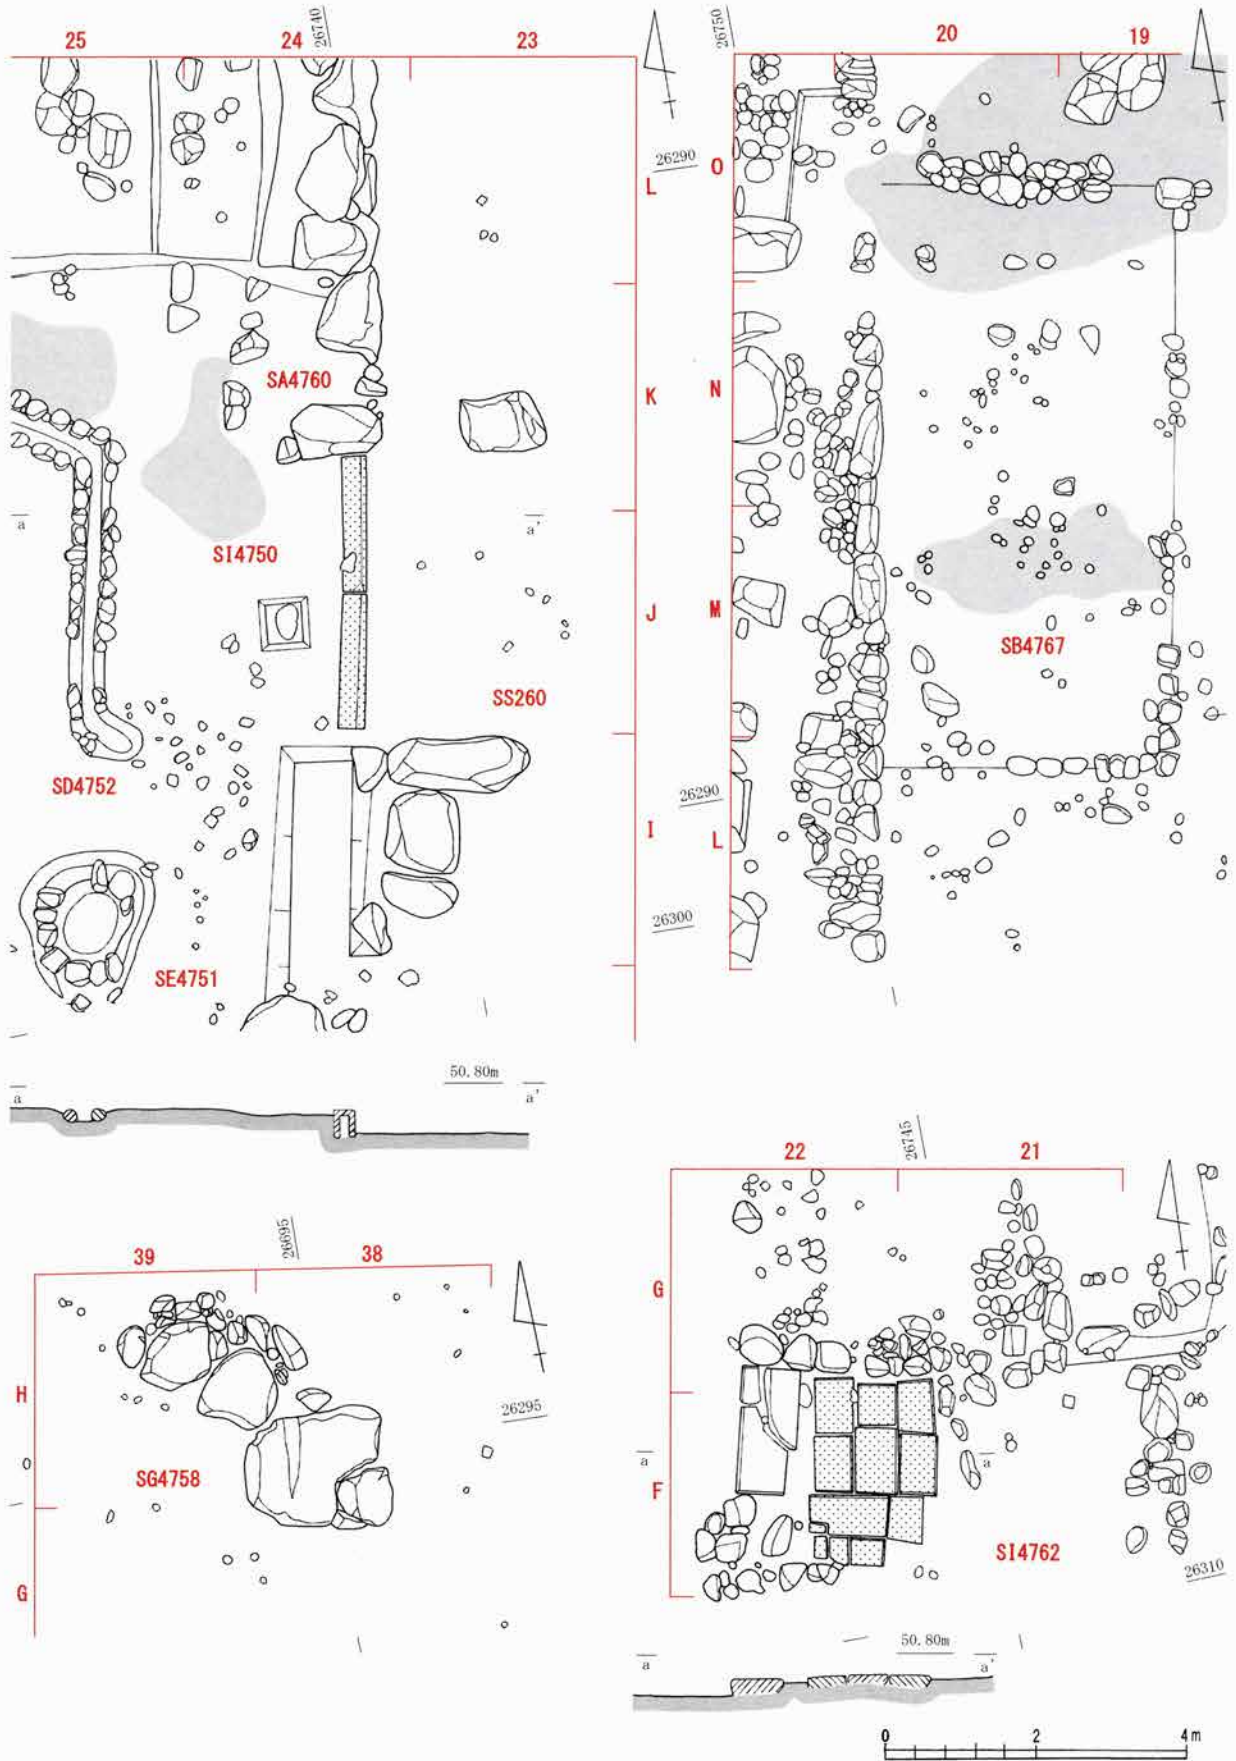 25 24 26740 23
26290
L
SA4760
K
a a'
SI4750
J
SS260
SD4752
I
26300
SE4751
50.80m
a a'
26750 20 19
O
N
M
SB4767
26290
L
39 26695 38
H
26295
SG4758
G
22 26745 21
G
a a'
F
SI4762
26310
50.80m
a a'
0 2 4m